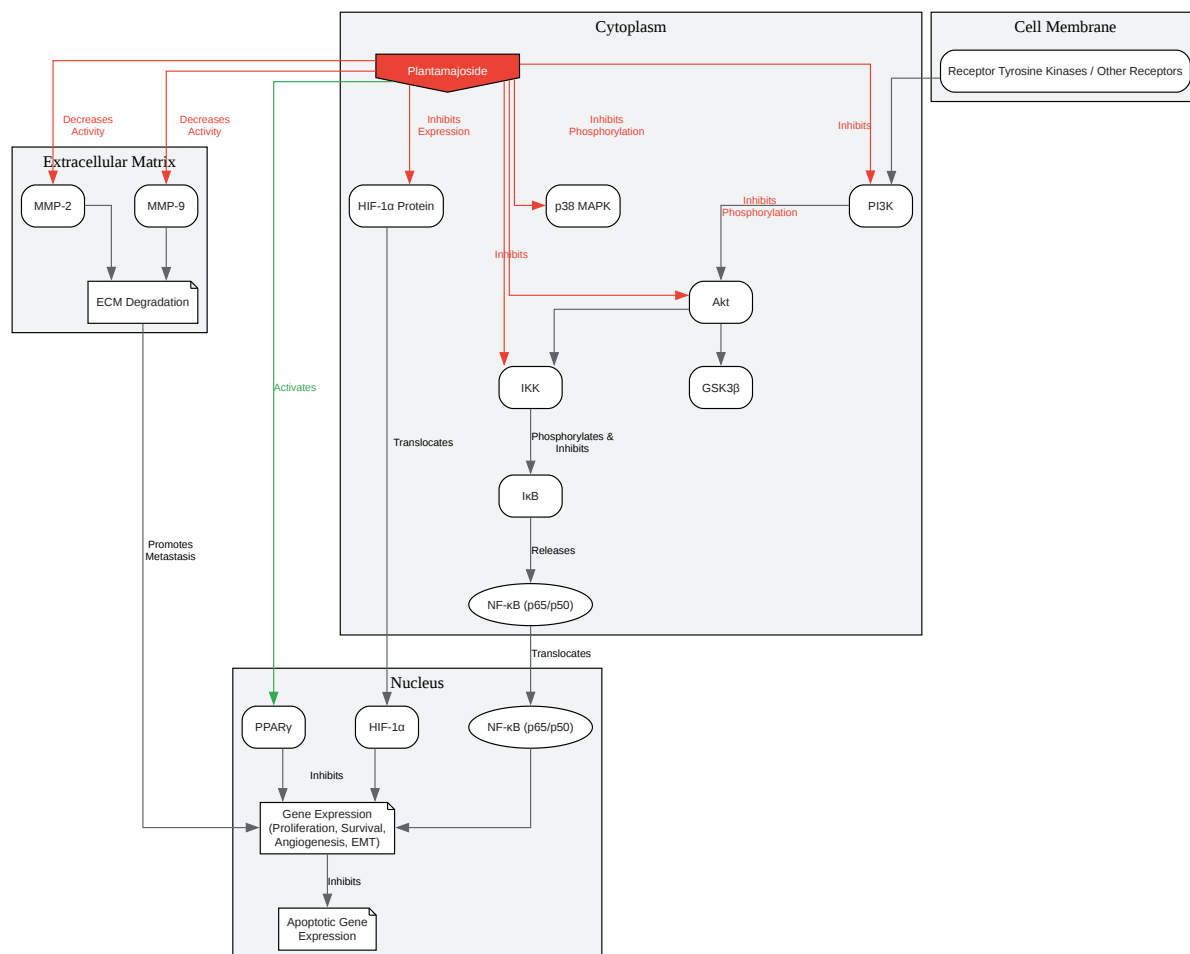 Cytoplasm
Cell Membrane
Plantamajoside
Receptor Tyrosine Kinases / Other Receptors
Decreases
Activity
Decreases
Activity
Inhibits
Expression
Inhibits
Phosphorylation
Inhibits
Extracellular Matrix
MMP-2
MMP-9
HIF-1α Protein
p38 MAPK
PI3K
Inhibits
Phosphorylation
Inhibits
ECM Degradation
Akt
Activates
IKK
GSK3β
Translocates
Phosphorylates &
Inhibits
IκB
Promotes
Metastasis
Releases
NF-κB (p65/p50)
Translocates
Nucleus
PPARγ
HIF-1α
NF-κB (p65/p50)
Inhibits
Gene Expression
(Proliferation, Survival,
Angiogenesis, EMT)
Inhibits
Apoptotic Gene
Expression